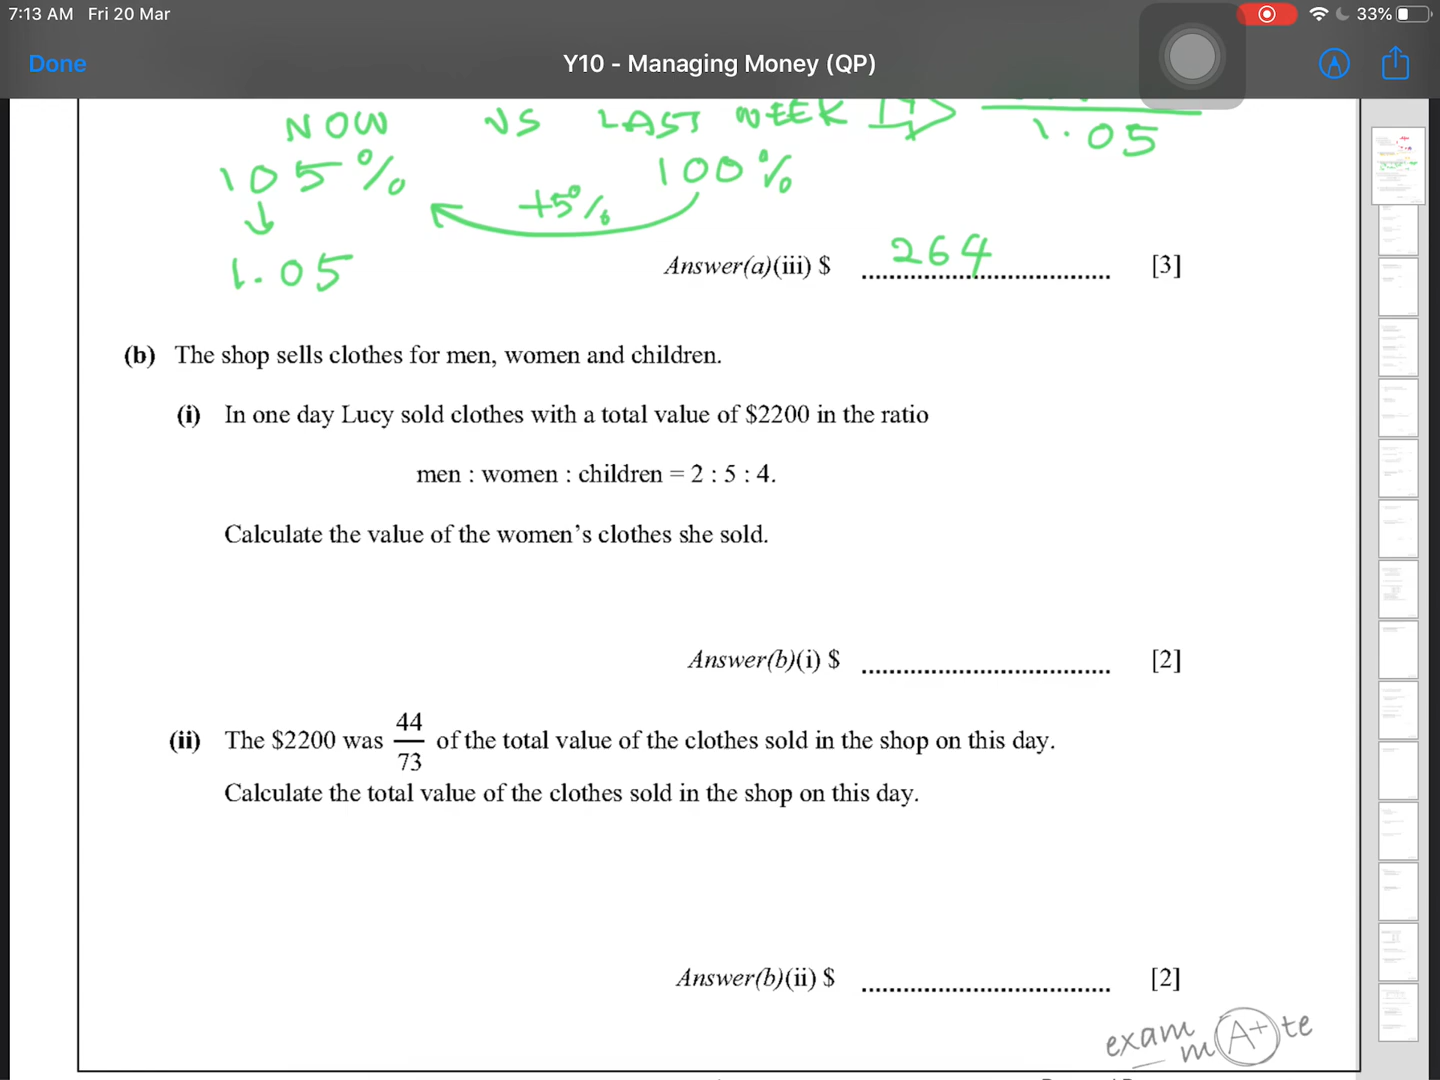 7:13 AM Fri 20 Mar 33%
Done Y10 - Managing Money (QP)
NOW VS LAST WEEK
1.05
105% 100%
+5%
1.05
Answer(a)(iii) $ 264 [3]
(b) The shop sells clothes for men, women and children.
(i) In one day Lucy sold clothes with a total value of $2200 in the ratio
men : women : children = 2 : 5 : 4.
Calculate the value of the women's clothes she sold.
Answer(b)(i) $ .................................... [2]
(ii) The $2200 was 44/73 of the total value of the clothes sold in the shop on this day.
Calculate the total value of the clothes sold in the shop on this day.
Answer(b)(ii) $ .................................... [2]
exam
mA+te